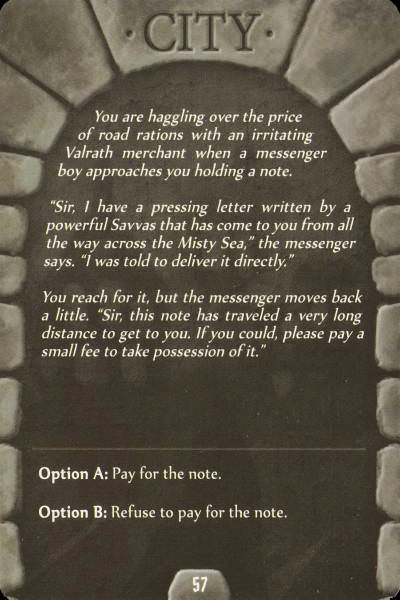 · CITY ·
You are haggling over the price
of road rations with an irritating
Valrath merchant when a messenger
boy approaches you holding a note.
“Sir, I have a pressing letter written by a
powerful Savvas that has come to you from all
the way across the Misty Sea,” the messenger
says. “I was told to deliver it directly.”
You reach for it, but the messenger moves back
a little. “Sir, this note has traveled a very long
distance to get to you. If you could, please pay a
small fee to take possession of it.”
Option A: Pay for the note.
Option B: Refuse to pay for the note.
57